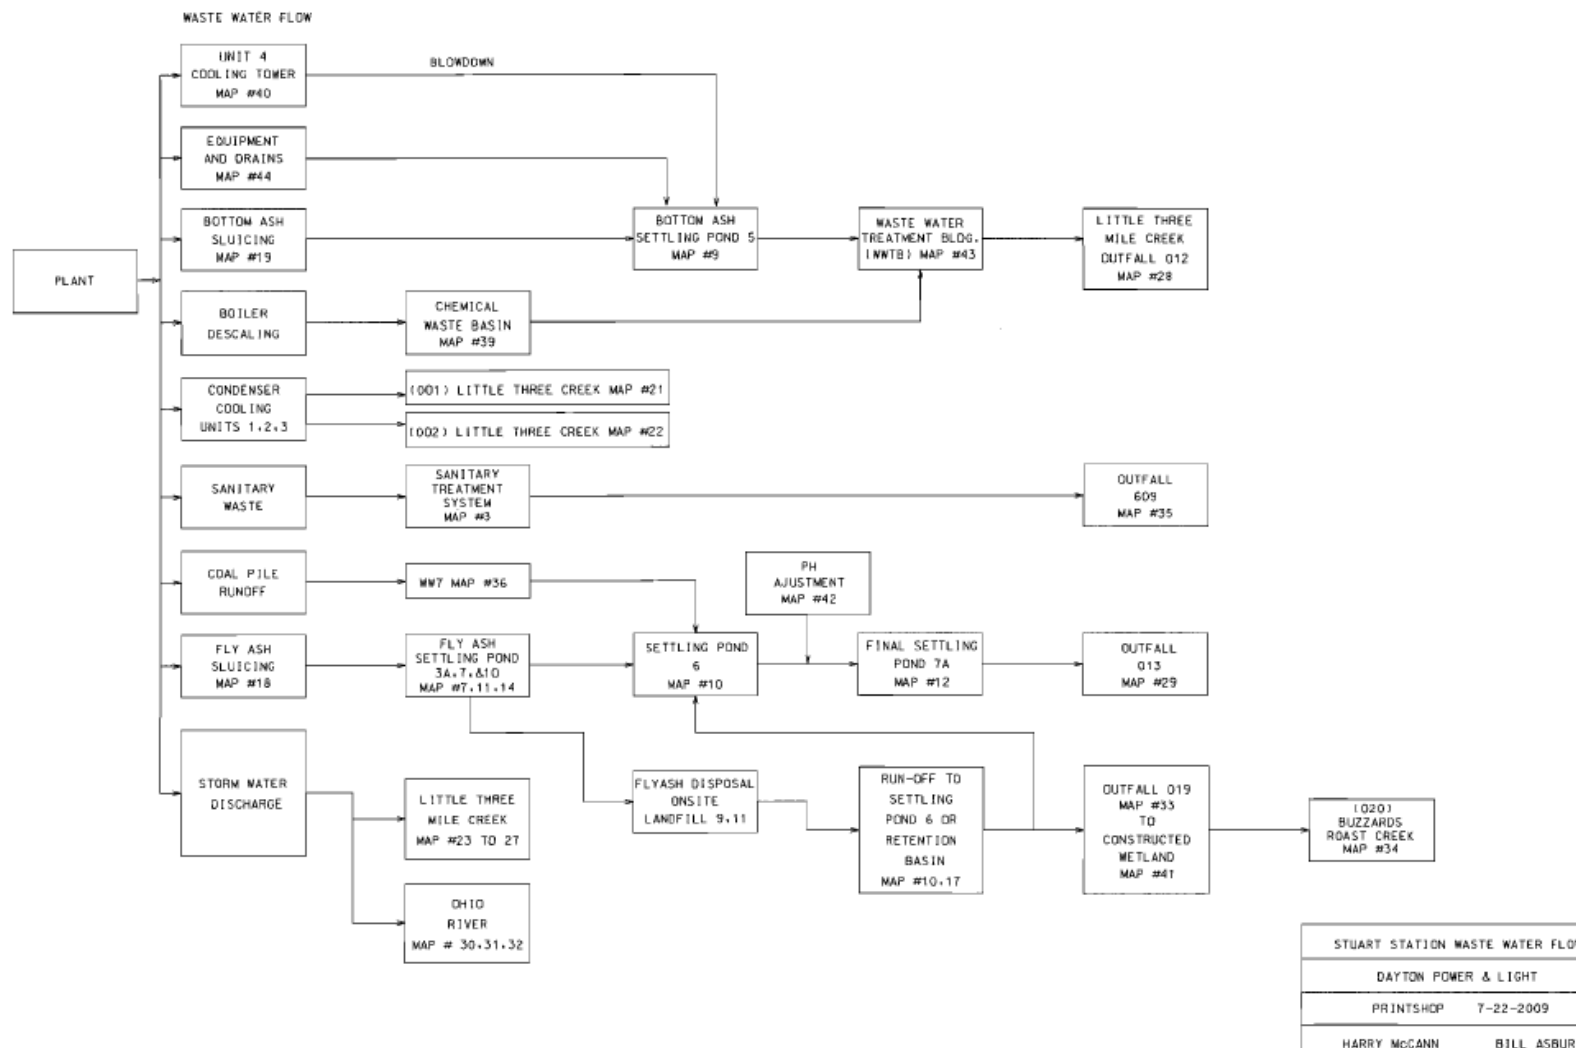 WASTE WATER FLOW
UNIT 4
COOLING TOWER
MAP #40
BLOWDOWN
EQUIPMENT
AND DRAINS
MAP #44
BOTTOM ASH
SLUICING
MAP #19
BOTTOM ASH
SETTLING POND 5
MAP #9
WASTE WATER
TREATMENT BLDG.
(WWTB) MAP #43
LITTLE THREE
MILE CREEK
OUTFALL 012
MAP #28
PLANT
BOILER
DESCALING
CHEMICAL
WASTE BASIN
MAP #39
CONDENSER
COOLING
UNITS 1,2,3
(001) LITTLE THREE CREEK MAP #21
(002) LITTLE THREE CREEK MAP #22
SANITARY
WASTE
SANITARY
TREATMENT
SYSTEM
MAP #3
OUTFALL
609
MAP #35
COAL PILE
RUNOFF
WW7 MAP #36
PH
AJUSTMENT
MAP #42
FLY ASH
SLUICING
MAP #18
FLY ASH
SETTLING POND
3A,7,&10
MAP #7,11,14
SETTLING POND
6
MAP #10
FINAL SETTLING
POND 7A
MAP #12
OUTFALL
013
MAP #29
STORM WATER
DISCHARGE
LITTLE THREE
MILE CREEK
MAP #23 TO 27
FLYASH DISPOSAL
ONSITE
LANDFILL 9,11
RUN-OFF TO
SETTLING
POND 6 OR
RETENTION
BASIN
MAP #10,17
OUTFALL 019
MAP #33
TO
CONSTRUCTED
WETLAND
MAP #41
(020)
BUZZARDS
ROAST CREEK
MAP #34
OHIO
RIVER
MAP # 30,31,32
STUART STATION WASTE WATER FLO
DAYTON POWER & LIGHT
PRINTSHOP 7-22-2009
HARRY McCANN BILL ASBUR